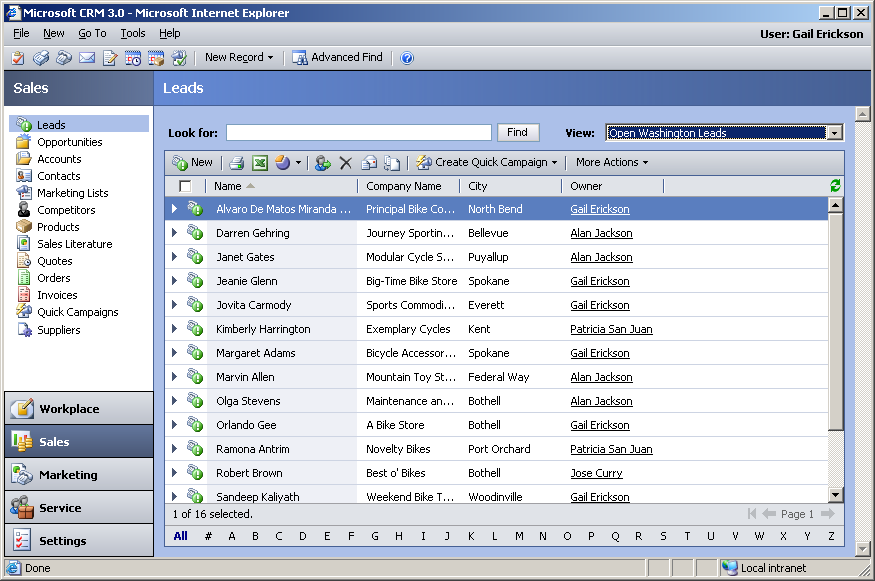 Microsoft CRM 3.0 - Microsoft Internet Explorer
File New Go To Tools Help User: Gail Erickson
New Record Advanced Find
Sales Leads
Leads
Opportunities
Accounts
Contacts
Marketing Lists
Competitors
Products
Sales Literature
Quotes
Orders
Invoices
Quick Campaigns
Suppliers
Workplace
Sales
Marketing
Service
Settings
Look for: Find View: Open Washington Leads
New Create Quick Campaign More Actions
Name Company Name City Owner
Alvaro De Matos Miranda ... Principal Bike Co... North Bend Gail Erickson
Darren Gehring Journey Sportin... Bellevue Alan Jackson
Janet Gates Modular Cycle S... Puyallup Alan Jackson
Jeanie Glenn Big-Time Bike Store Spokane Gail Erickson
Jovita Carmody Sports Commodi... Everett Gail Erickson
Kimberly Harrington Exemplary Cycles Kent Patricia San Juan
Margaret Adams Bicycle Accessor... Spokane Gail Erickson
Marvin Allen Mountain Toy St... Federal Way Alan Jackson
Olga Stevens Maintenance an... Bothell Alan Jackson
Orlando Gee A Bike Store Bothell Gail Erickson
Ramona Antrim Novelty Bikes Port Orchard Patricia San Juan
Robert Brown Best o' Bikes Bothell Jose Curry
Sandeep Kaliyath Weekend Bike T... Woodinville Gail Erickson
1 of 16 selected. Page 1
All # A B C D E F G H I J K L M N O P Q R S T U V W X Y Z
Done Local intranet